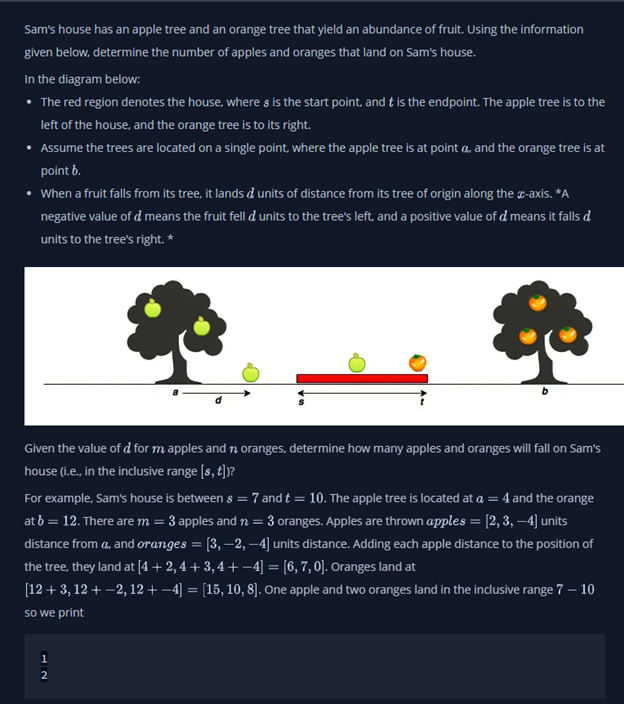 Sam's house has an apple tree and an orange tree that yield an abundance of fruit. Using the information
given below, determine the number of apples and oranges that land on Sam's house.
In the diagram below:
• The red region denotes the house, where s is the start point, and t is the endpoint. The apple tree is to the
left of the house, and the orange tree is to its right.
• Assume the trees are located on a single point, where the apple tree is at point a, and the orange tree is at
point b.
• When a fruit falls from its tree, it lands d units of distance from its tree of origin along the x-axis. *A
negative value of d means the fruit fell d units to the tree's left, and a positive value of d means it falls d
units to the tree's right. *
a
d
s
t
b
Given the value of d for m apples and n oranges, determine how many apples and oranges will fall on Sam's
house (i.e., in the inclusive range [s, t])?
For example, Sam's house is between s = 7 and t = 10. The apple tree is located at a = 4 and the orange
at b = 12. There are m = 3 apples and n = 3 oranges. Apples are thrown apples = [2, 3, −4] units
distance from a, and oranges = [3, −2, −4] units distance. Adding each apple distance to the position of
the tree, they land at [4 + 2, 4 + 3, 4 + −4] = [6, 7, 0]. Oranges land at
[12 + 3, 12 + −2, 12 + −4] = [15, 10, 8]. One apple and two oranges land in the inclusive range 7 − 10
so we print
1
2